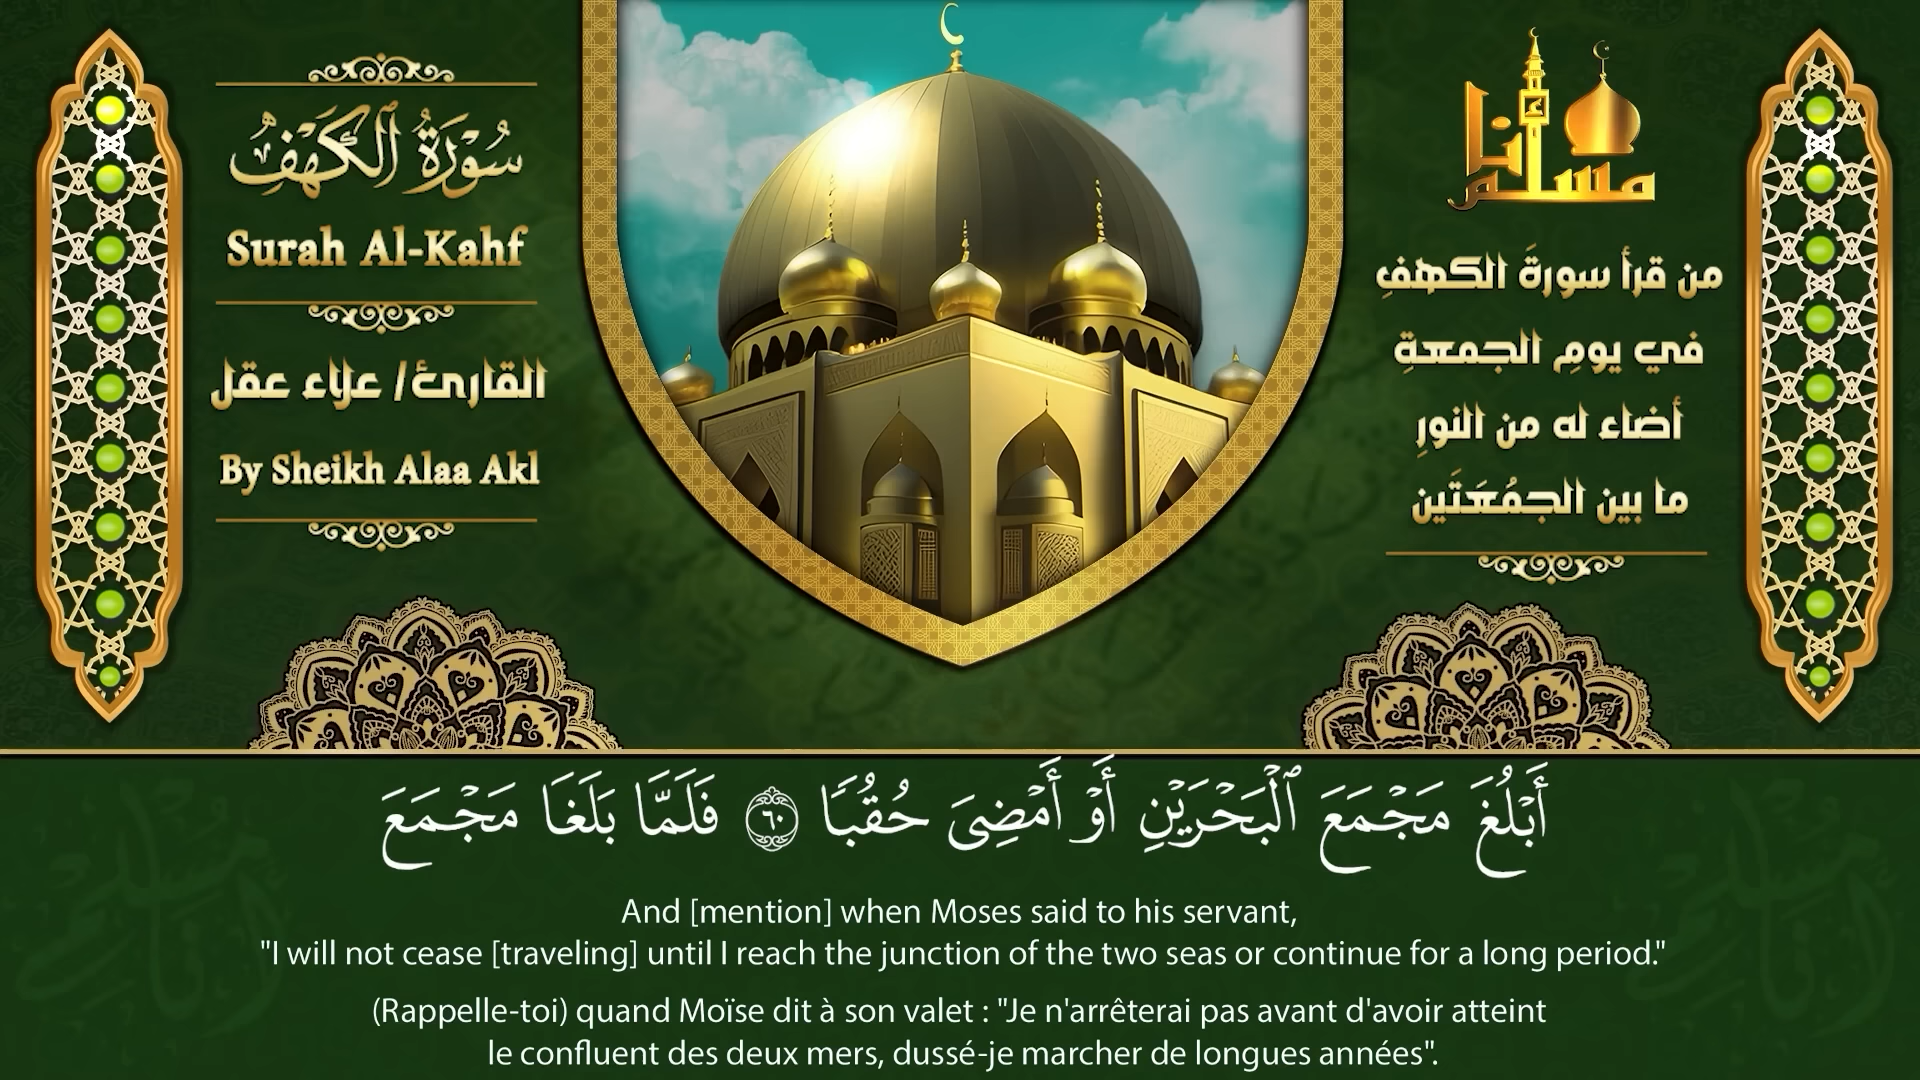 سُوْرَةُ الكَهْفِ
Surah Al-Kahf
القارئ/ علاء عقل
By Sheikh Alaa Akl
أنا مسلم
من قرأ سورةَ الكهفِ
في يومِ الجمعةِ
أضاء له من النورِ
ما بين الجمُعَتَين
أَبْلُغَ مَجْمَعَ ٱلْبَحْرَيْنِ أَوْ أَمْضِىَ حُقُبًا ٦٠ فَلَمَّا بَلَغَا مَجْمَعَ
And [mention] when Moses said to his servant,
"I will not cease [traveling] until I reach the junction of the two seas or continue for a long period."
(Rappelle-toi) quand Moïse dit à son valet : "Je n'arrêterai pas avant d'avoir atteint
le confluent des deux mers, dussé-je marcher de longues années".